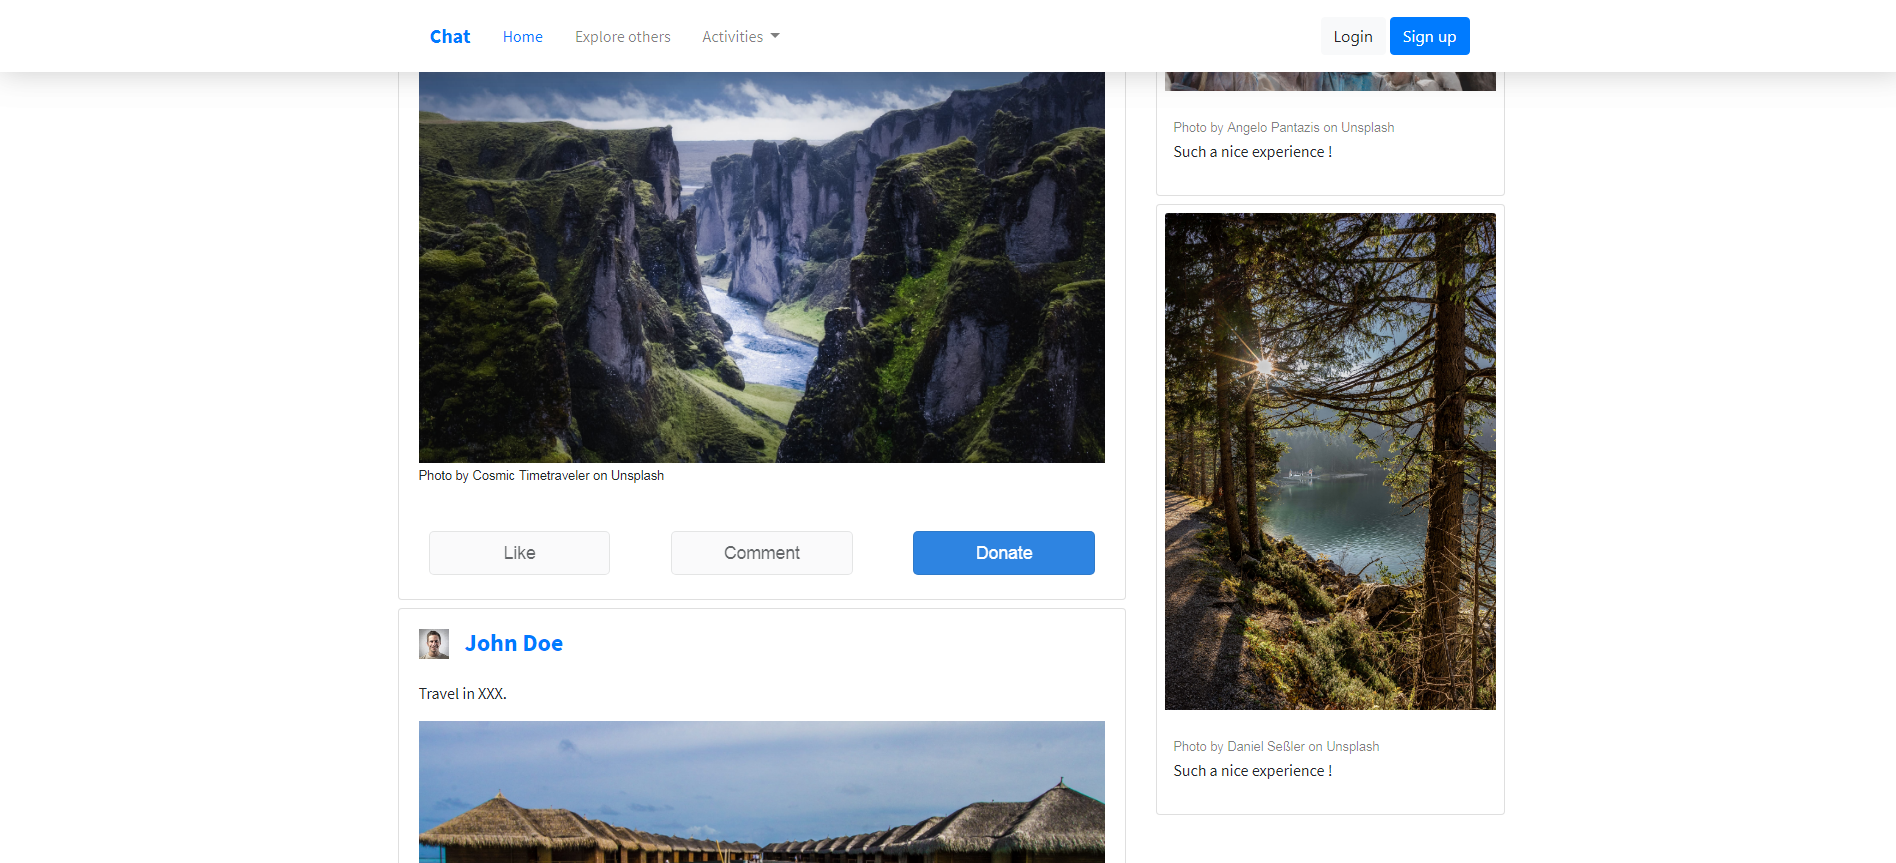 Chat Home Explore others Activities Login Sign up
Photo by Cosmic Timetraveler on Unsplash
Like Comment Donate
John Doe
Travel in XXX.
Photo by Angelo Pantazis on Unsplash
Such a nice experience !
Photo by Daniel Seßler on Unsplash
Such a nice experience !